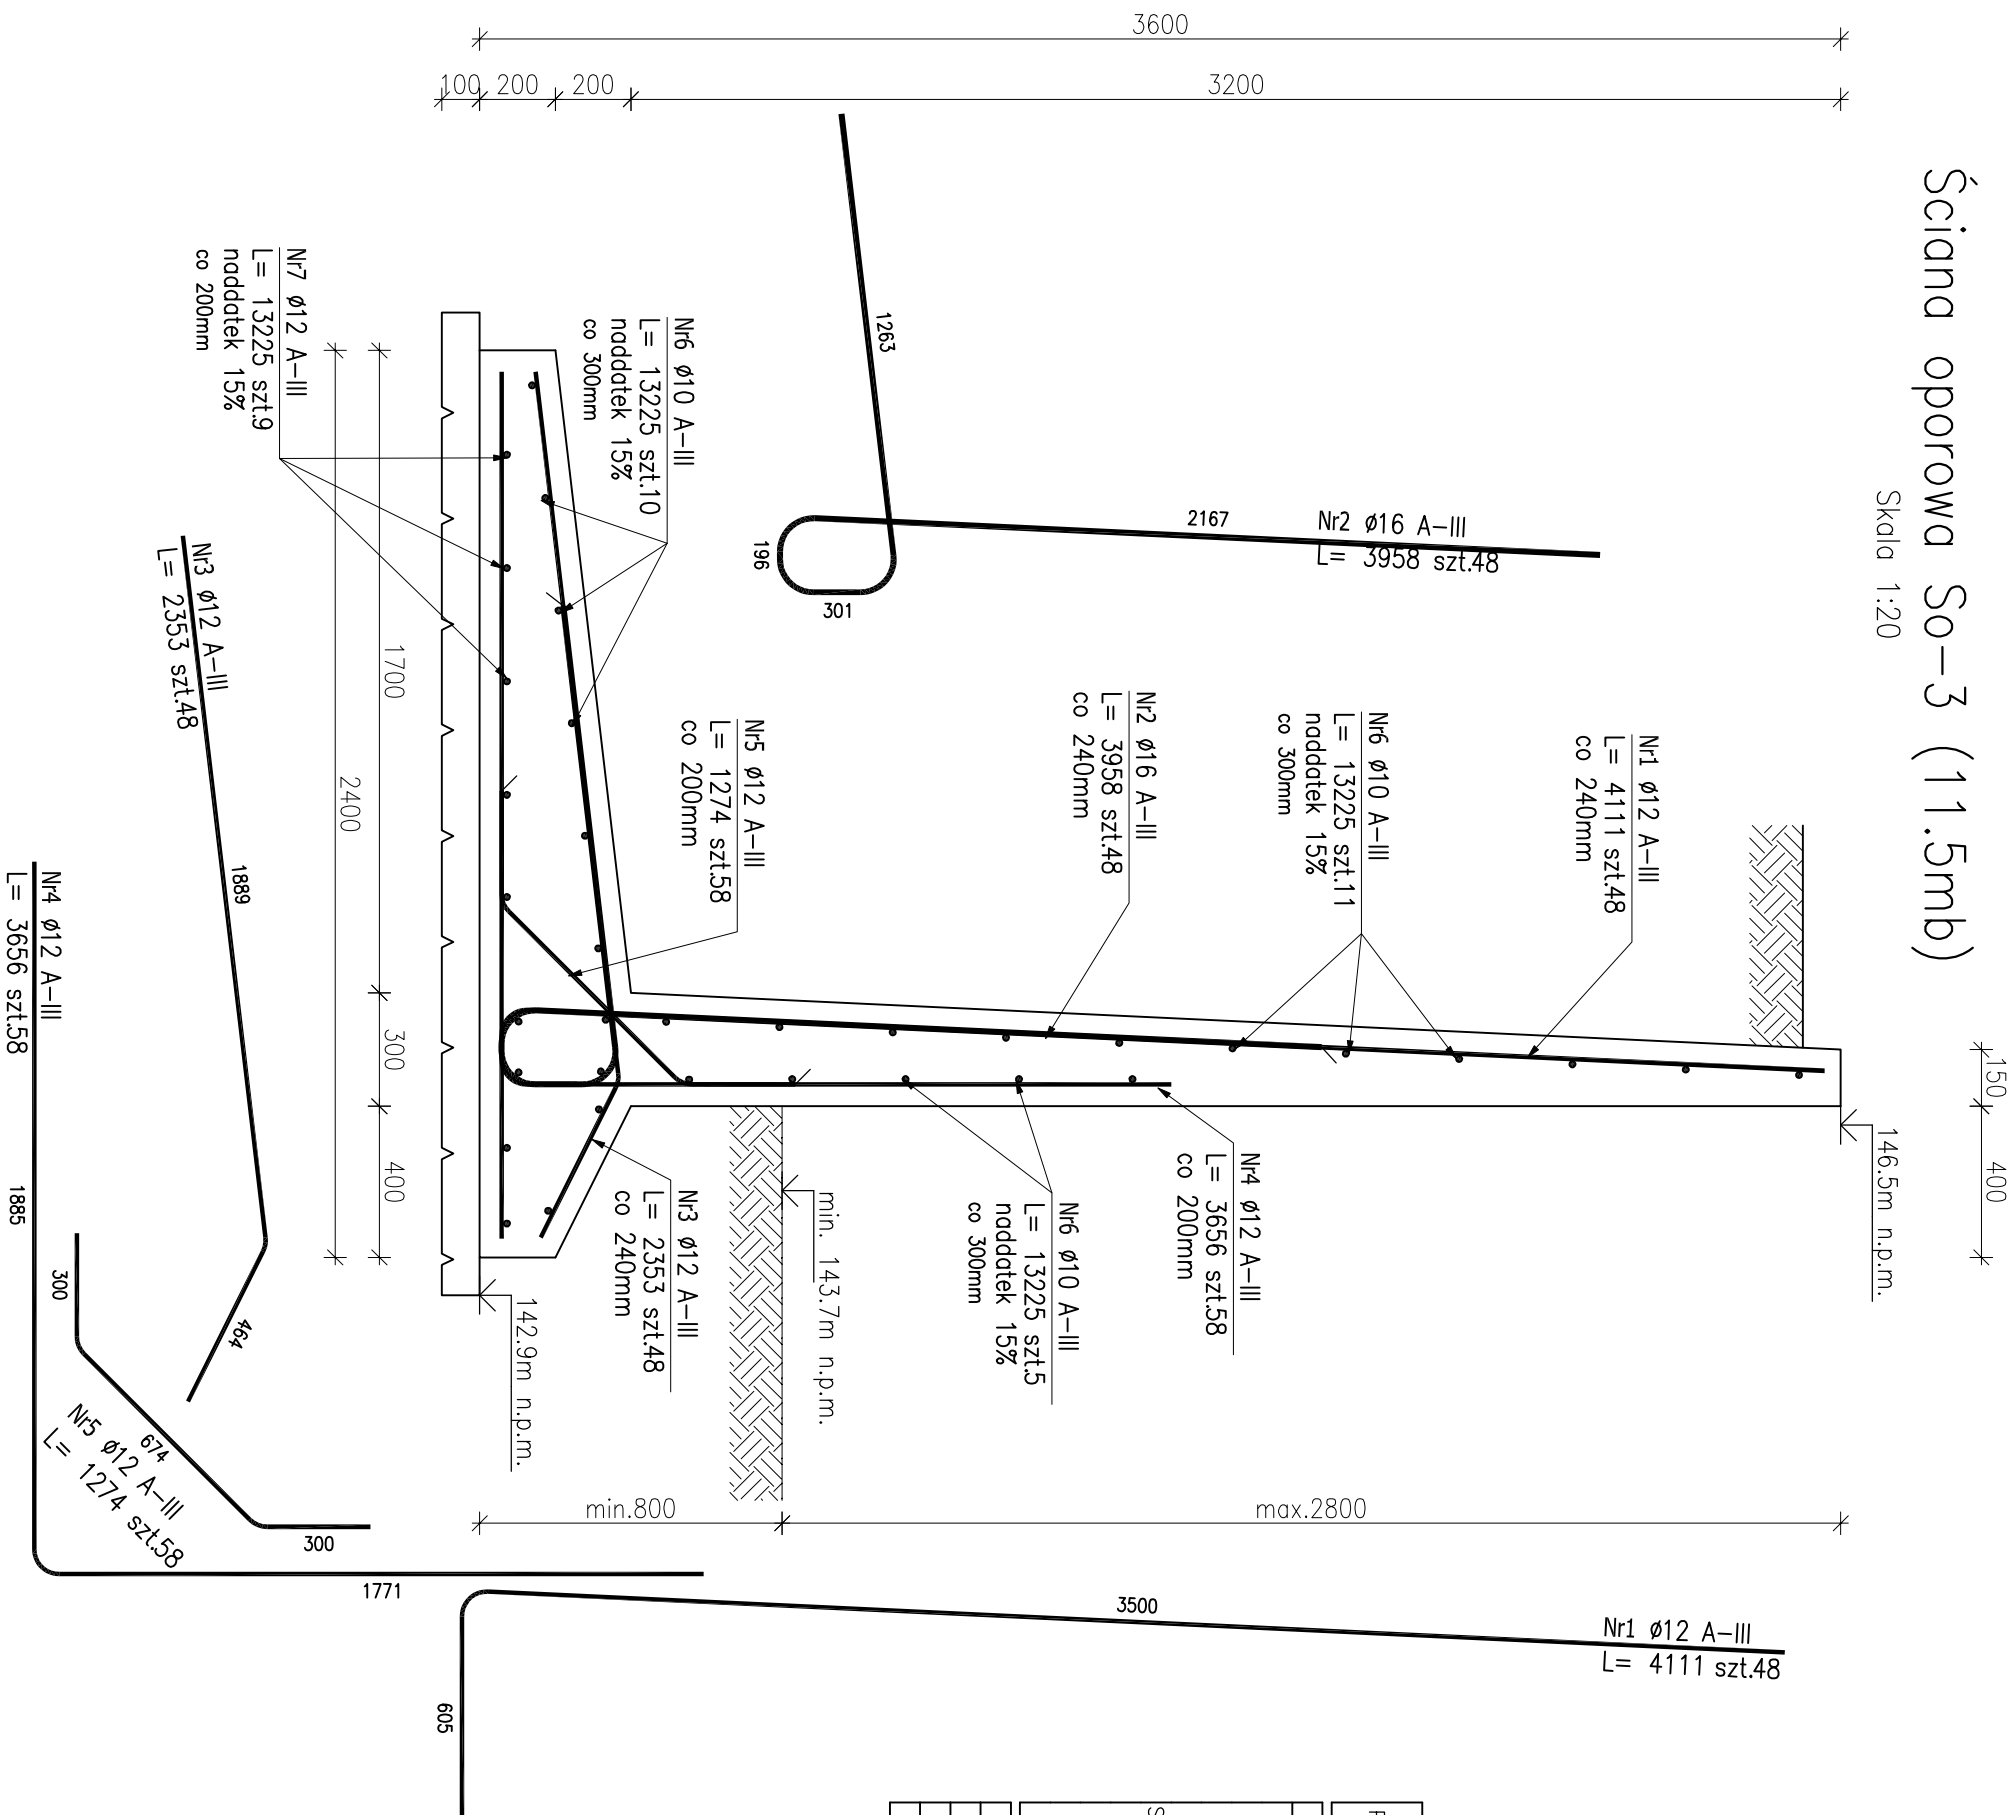 Ściana oporowa So-3 (11.5mb)
Skala 1:20
3600
3200
200
200
100
1263
2167
196
301
Nr2 ø16 A-III
L= 3958 szt.48
Nr7 ø12 A-III
L= 13225 szt.9
naddatek 15%
co 200mm
Nr6 ø10 A-III
L= 13225 szt.10
naddatek 15%
co 300mm
Nr5 ø12 A-III
L= 1274 szt.58
co 200mm
Nr2 ø16 A-III
L= 3958 szt.48
co 240mm
Nr6 ø10 A-III
L= 13225 szt.11
naddatek 15%
co 300mm
Nr1 ø12 A-III
L= 4111 szt.48
co 240mm
150
400
146.5m n.p.m.
1700
300
400
2400
Nr3 ø12 A-III
L= 2353 szt.48
co 240mm
Nr6 ø10 A-III
L= 13225 szt.5
naddatek 15%
co 300mm
Nr4 ø12 A-III
L= 3656 szt.58
co 200mm
min. 143.7m n.p.m.
142.9m n.p.m.
min.800
max.2800
Nr3 ø12 A-III
L= 2353 szt.48
1889
464
Nr4 ø12 A-III
L= 3656 szt.58
1885
1771
300
674
300
Nr5 ø12 A-III
L= 1274 szt.58
3500
605
Nr1 ø12 A-III
L= 4111 szt.48